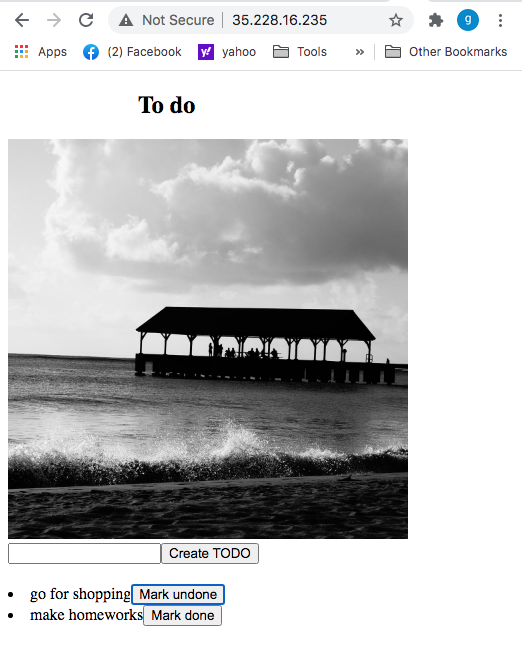 Not Secure | 35.228.16.235
g
Apps (2) Facebook y! yahoo Tools » Other Bookmarks
To do
Create TODO
go for shopping Mark undone
make homeworks Mark done